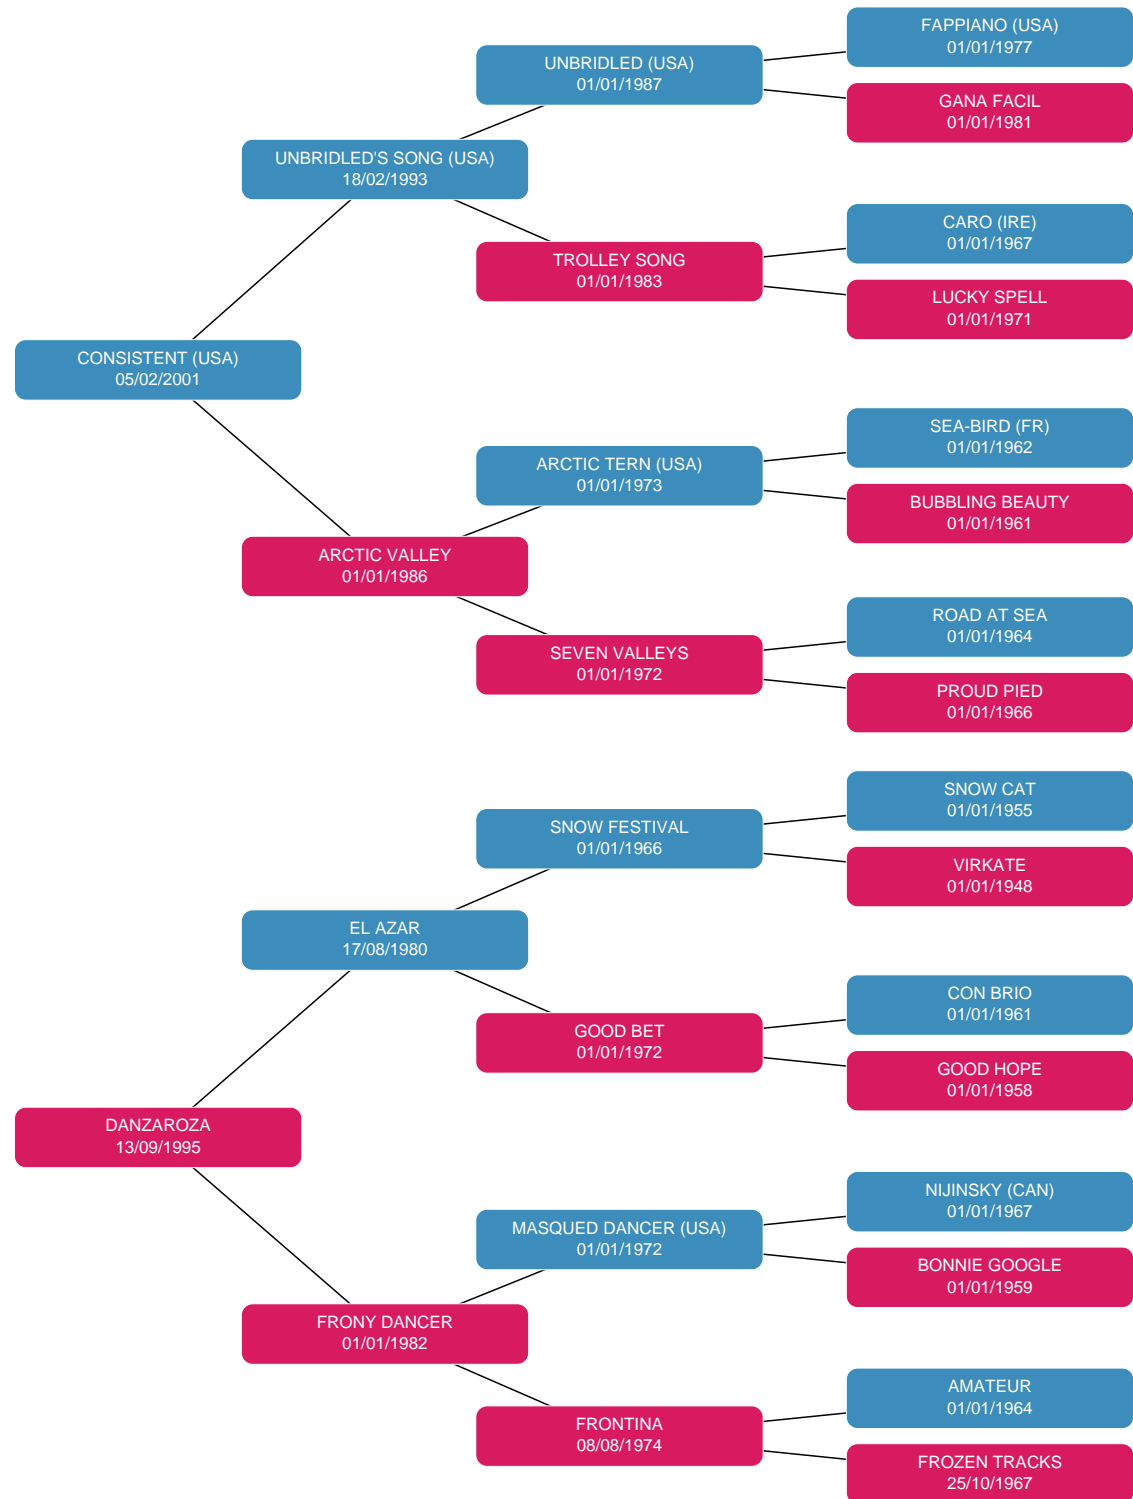 FAPPIANO (USA)
01/01/1977
UNBRIDLED (USA)
01/01/1987
GANA FACIL
01/01/1981
UNBRIDLED'S SONG (USA)
18/02/1993
CARO (IRE)
01/01/1967
TROLLEY SONG
01/01/1983
LUCKY SPELL
01/01/1971
CONSISTENT (USA)
05/02/2001
SEA-BIRD (FR)
01/01/1962
ARCTIC TERN (USA)
01/01/1973
BUBBLING BEAUTY
01/01/1961
ARCTIC VALLEY
01/01/1986
ROAD AT SEA
01/01/1964
SEVEN VALLEYS
01/01/1972
PROUD PIED
01/01/1966
SNOW CAT
01/01/1955
SNOW FESTIVAL
01/01/1966
VIRKATE
01/01/1948
EL AZAR
17/08/1980
CON BRIO
01/01/1961
GOOD BET
01/01/1972
GOOD HOPE
01/01/1958
DANZAROZA
13/09/1995
NIJINSKY (CAN)
01/01/1967
MASQUED DANCER (USA)
01/01/1972
BONNIE GOOGLE
01/01/1959
FRONY DANCER
01/01/1982
AMATEUR
01/01/1964
FRONTINA
08/08/1974
FROZEN TRACKS
25/10/1967